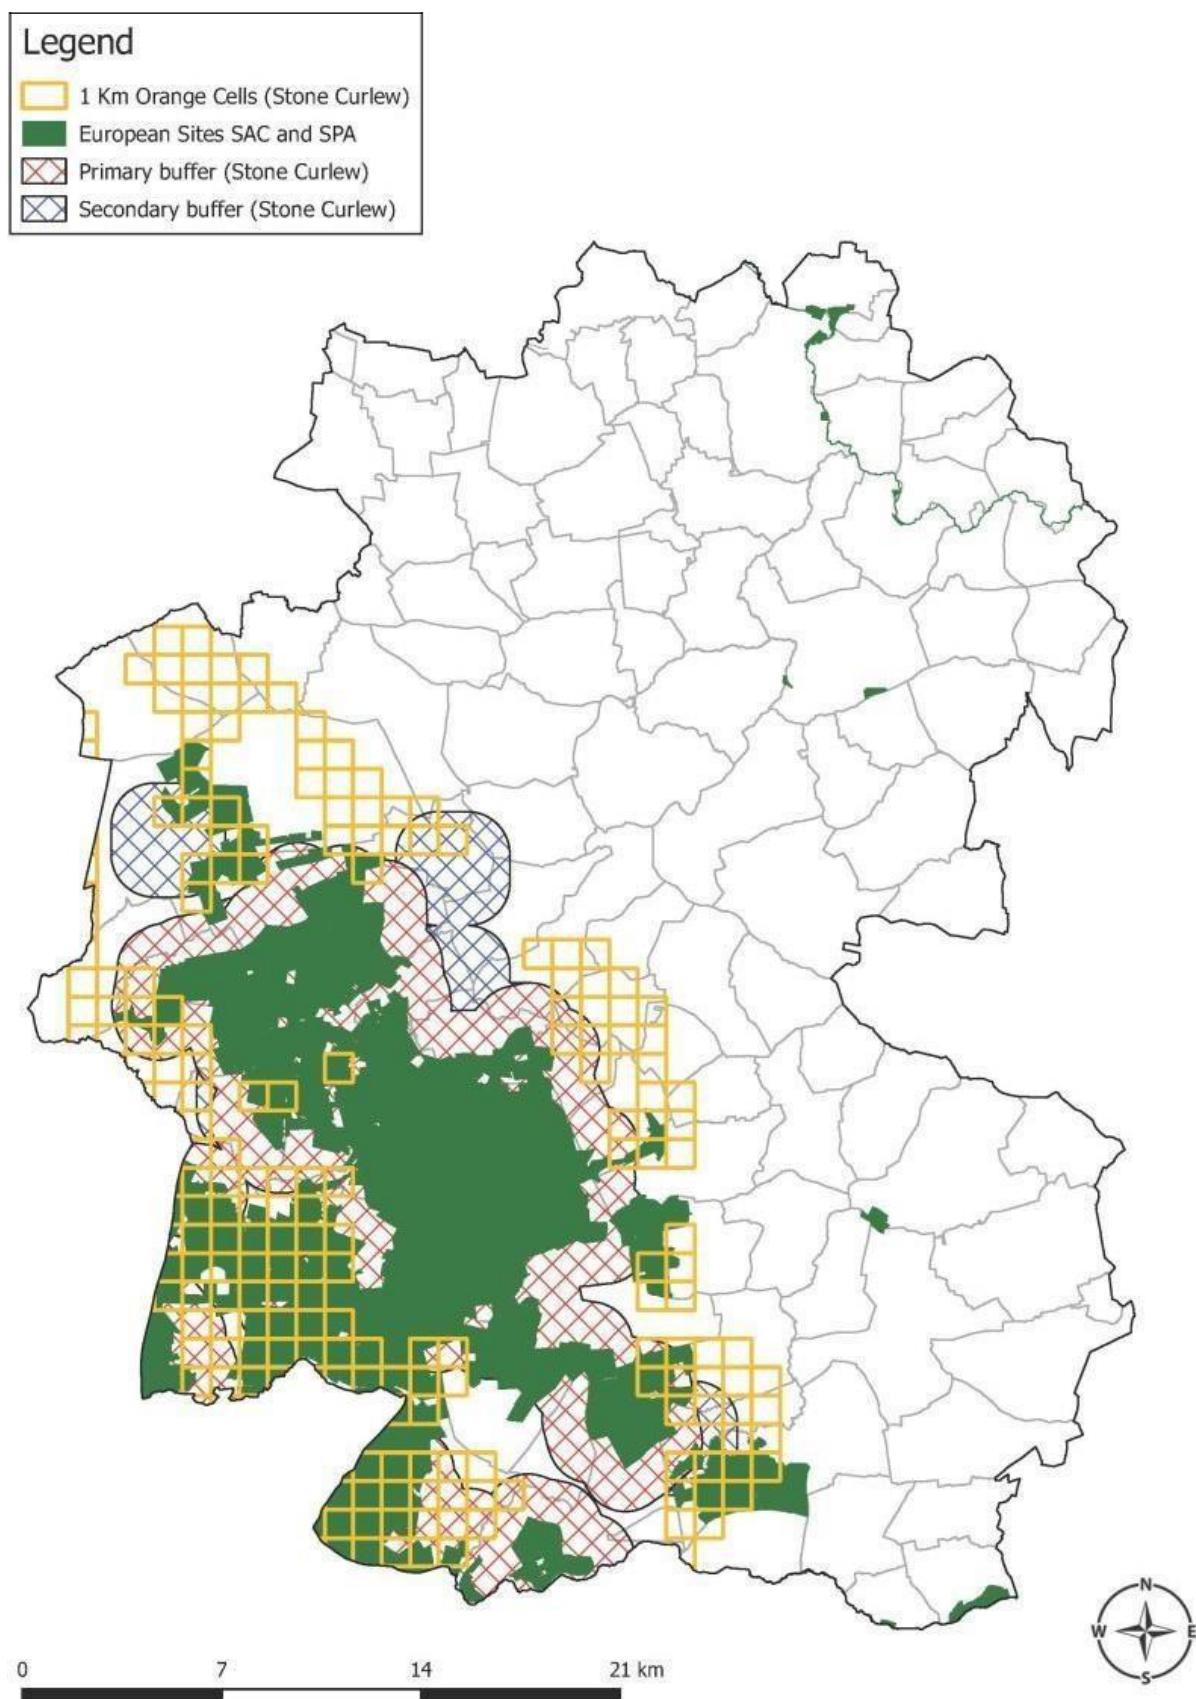 Legend
1 Km Orange Cells (Stone Curlew)
European Sites SAC and SPA
Primary buffer (Stone Curlew)
Secondary buffer (Stone Curlew)
N
W E
S
0 7 14 21 km